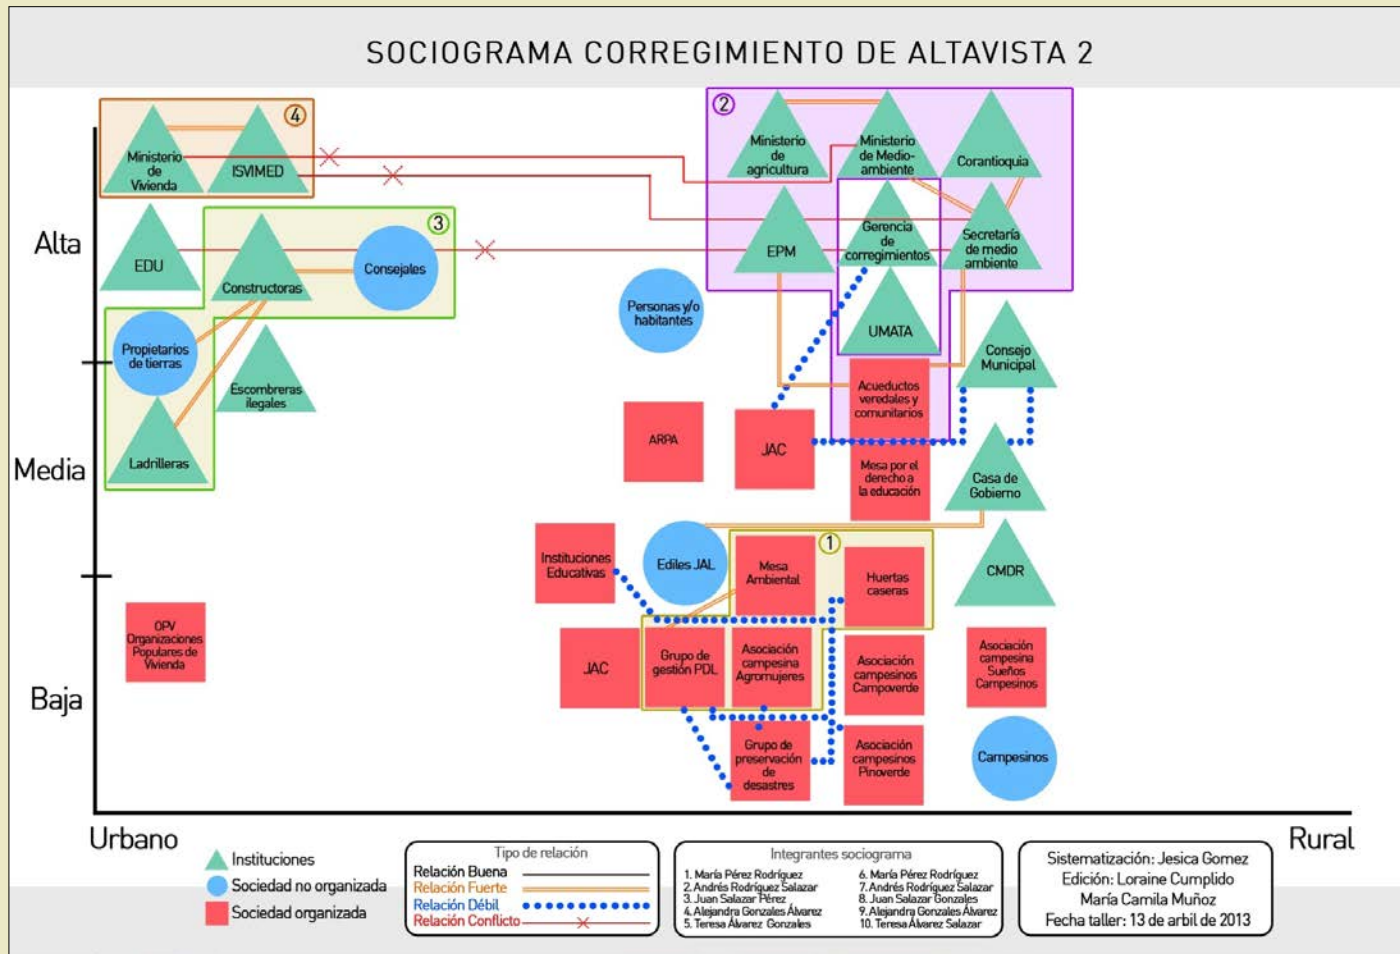 SOCIOGRAMA CORREGIMIENTO DE ALTAVISTA 2
4
Ministerio
de
Vivienda
ISVIMED
2
Ministerio
de
agricultura
Ministerio
de Medio-
ambiente
Corantioquia
Alta
EDU
3
Constructoras
Consejales
EPM
Gerencia
de
corregimientos
Secretaría
de medio
ambiente
Personas y/o
habitantes
UMATA
Propietarios
de tierras
Escombreras
ilegales
Consejo
Municipal
Acueductos
veredales y
comunitarios
Media
Ladrilleras
ARPA
JAC
Mesa por el
derecho a
la educación
Casa de
Gobierno
Instituciones
Educativas
Ediles JAL
1
Mesa
Ambiental
Huertas
caseras
CMDR
Baja
OPV
Organizaciones
Populares de
Vivienda
JAC
Grupo de
gestión PDL
Asociación
campesina
Agromujeres
Asociación
campesinos
Campoverde
Asociación
campesina
Sueños
Campesinos
Grupo de
preservación
de
desastres
Asociación
campesinos
Pinoverde
Campesinos
Urbano
Rural
Instituciones
Sociedad no organizada
Sociedad organizada
Tipo de relación
Relación Buena
Relación Fuerte
Relación Débil
Relación Conflicto
Integrantes sociograma
1. María Pérez Rodríguez
2. Andrés Rodríguez Salazar
3. Juan Salazar Pérez
4. Alejandra Gonzales Álvarez
5. Teresa Álvarez Gonzales
6. María Pérez Rodríguez
7. Andrés Rodríguez Salazar
8. Juan Salazar Gonzales
9. Alejandra Gonzales Álvarez
10. Teresa Álvarez Salazar
Sistematización: Jesica Gomez
Edición: Loraine Cumplido
María Camila Muñoz
Fecha taller: 13 de arbil de 2013